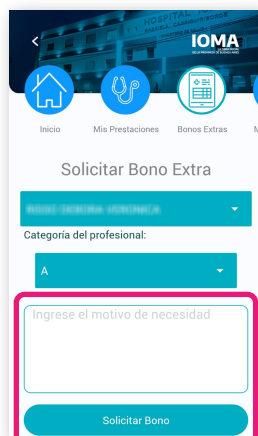 HOSPITAL
IOMA
Inicio
Mis Prestaciones
Bonos Extras
M
Solicitar Bono Extra
Categoría del profesional:
A
Ingrese el motivo de necesidad
Solicitar Bono